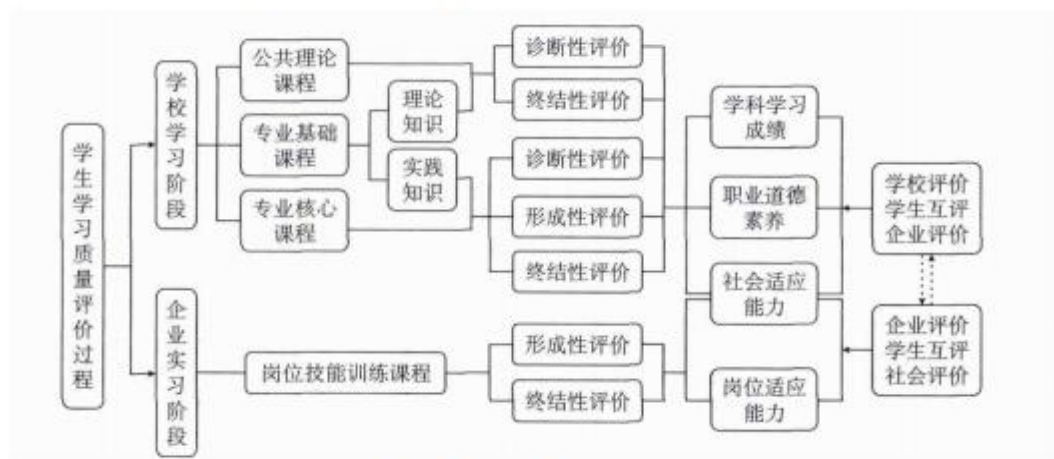 学生学习质量评价过程
学校学习阶段
企业实习阶段
公共理论
课程
专业基础
课程
专业核心
课程
理论
知识
实践
知识
岗位技能训练课程
诊断性评价
终结性评价
诊断性评价
形成性评价
终结性评价
形成性评价
终结性评价
学科学习
成绩
职业道德
素养
社会适应
能力
岗位适应
能力
学校评价
学生互评
企业评价
企业评价
学生互评
社会评价